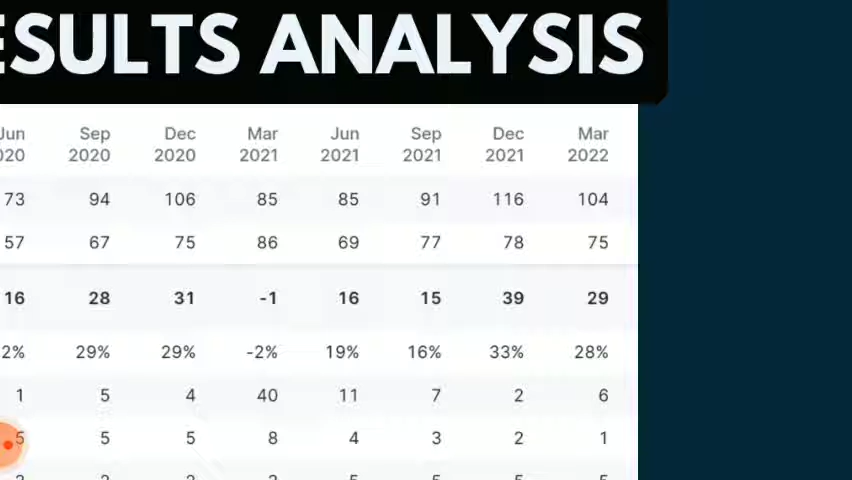 ESULTS ANALYSIS
Jun Sep Dec Mar Jun Sep Dec Mar
020 2020 2020 2021 2021 2021 2021 2022
73 94 106 85 85 91 116 104
57 67 75 86 69 77 78 75
16 28 31 -1 16 15 39 29
2% 29% 29% -2% 19% 16% 33% 28%
1 5 4 40 11 7 2 6
5 5 5 8 4 3 2 1